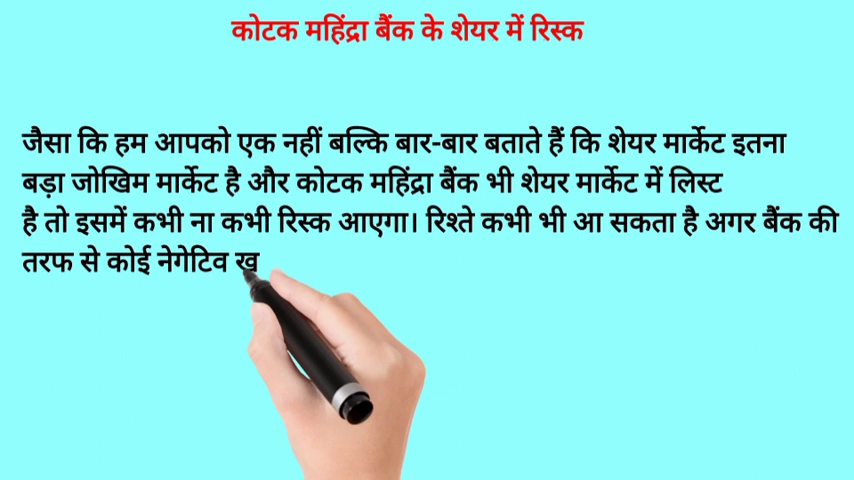 कोटक महिंद्रा बैंक के शेयर में रिस्क
जैसा कि हम आपको एक नहीं बल्कि बार-बार बताते हैं कि शेयर मार्केट इतना
बड़ा जोखिम मार्केट है और कोटक महिंद्रा बैंक भी शेयर मार्केट में लिस्ट
है तो इसमें कभी ना कभी रिस्क आएगा। रिश्ते कभी भी आ सकता है अगर बैंक की
तरफ से कोई नेगेटिव ख